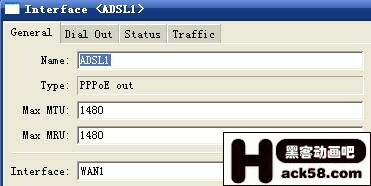 Interface <ADSL1>
General Dial Out Status Traffic
Name: ADSL1
Type: PPPoE out
Max MTU: 1480
Max MRU: 1480
Interface: WAN1
黑客动画吧
Hack58.com